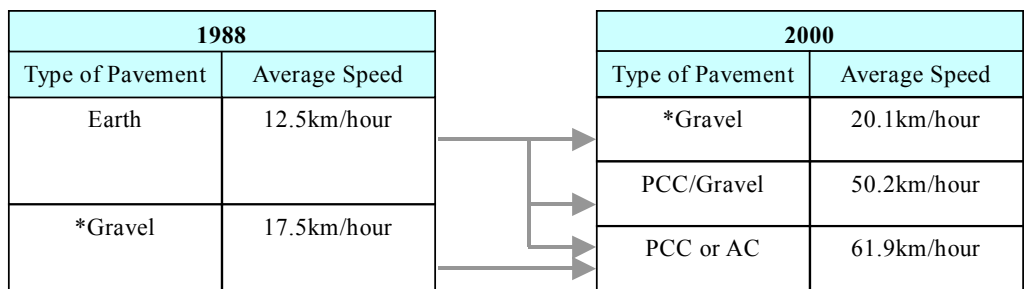 1988
Type of Pavement Average Speed
Earth 12.5km/hour
*Gravel 17.5km/hour
2000
Type of Pavement Average Speed
*Gravel 20.1km/hour
PCC/Gravel 50.2km/hour
PCC or AC 61.9km/hour